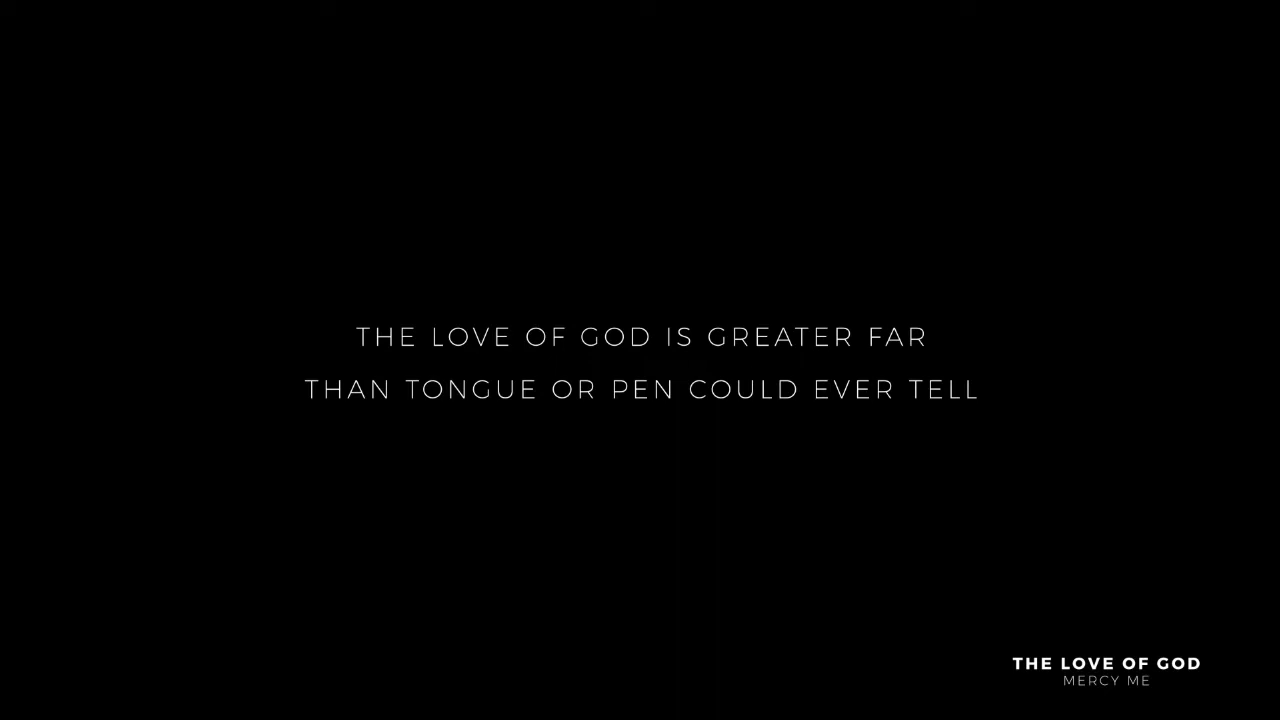 THE LOVE OF GOD IS GREATER FAR
THAN TONGUE OR PEN COULD EVER TELL
THE LOVE OF GOD
MERCY ME